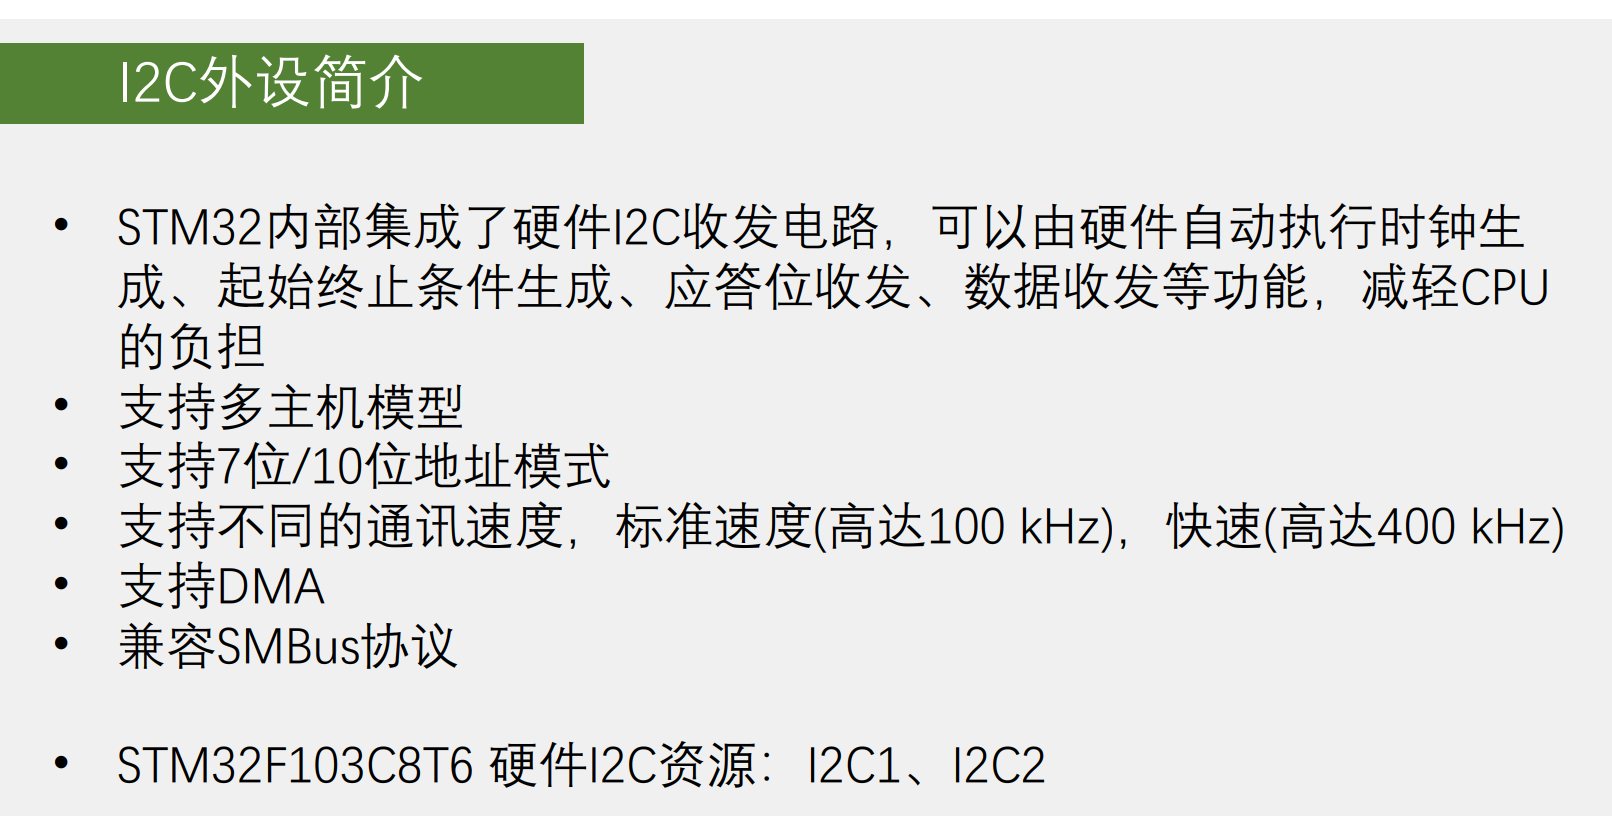 I2C外设简介
• STM32内部集成了硬件I2C收发电路，可以由硬件自动执行时钟生
成、起始终止条件生成、应答位收发、数据收发等功能，减轻CPU
的负担
• 支持多主机模型
• 支持7位/10位地址模式
• 支持不同的通讯速度，标准速度(高达100 kHz)，快速(高达400 kHz)
• 支持DMA
• 兼容SMBus协议
• STM32F103C8T6 硬件I2C资源：I2C1、I2C2